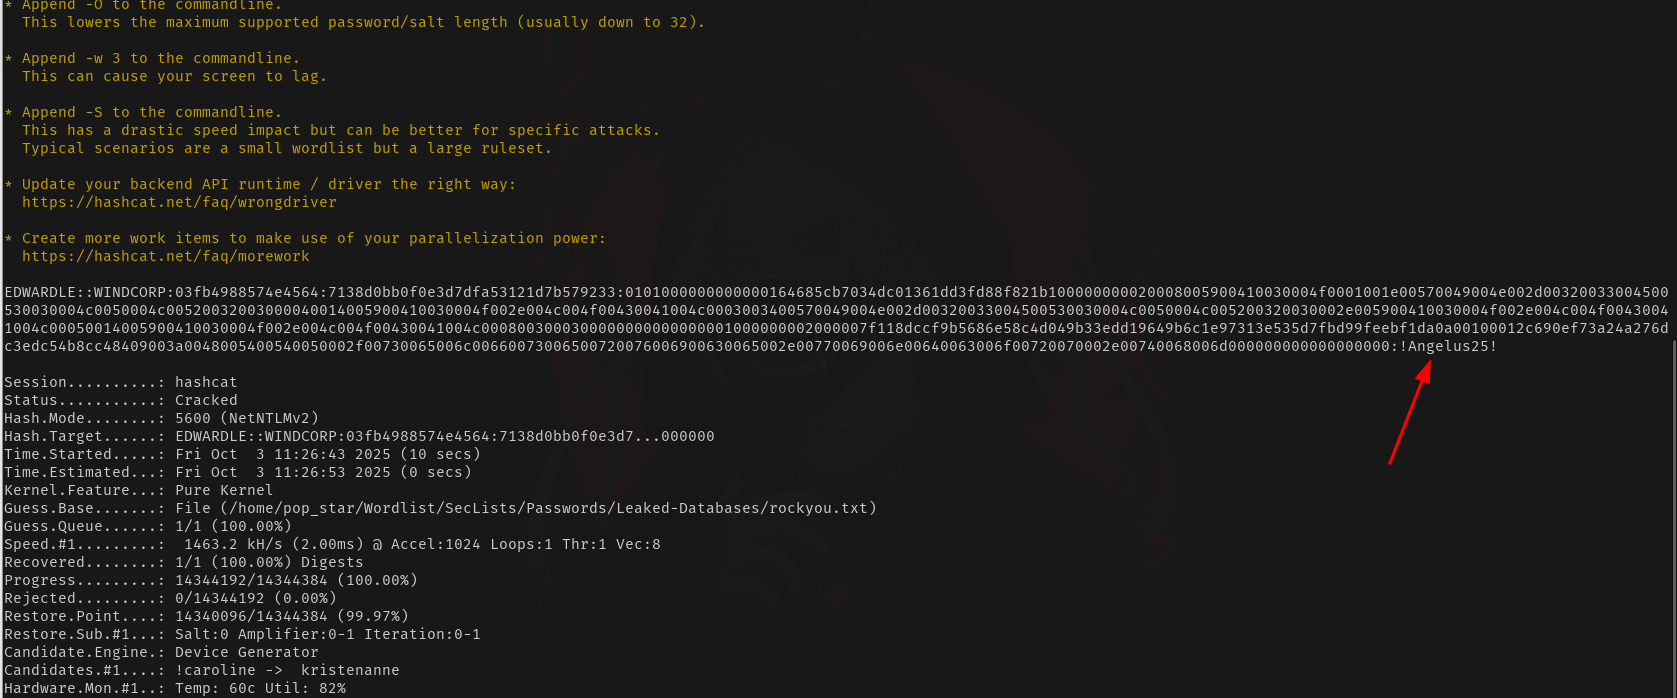 * Append -O to the commandline.
  This lowers the maximum supported password/salt length (usually down to 32).
* Append -w 3 to the commandline.
  This can cause your screen to lag.
* Append -S to the commandline.
  This has a drastic speed impact but can be better for specific attacks.
  Typical scenarios are a small wordlist but a large ruleset.
* Update your backend API runtime / driver the right way:
  https://hashcat.net/faq/wrongdriver
* Create more work items to make use of your parallelization power:
  https://hashcat.net/faq/morework
EDWARDLE::WINDCORP:03fb4988574e4564:7138d0bb0f0e3d7dfa53121d7b579233:0101000000000000164685cb7034dc01361dd3fd88f821b10000000002000800590041003000​4f0001001e00570049004e002d00320033004500
530030004c0050004c00520032003000040014005900410030004f002e004c004f00430041004c0003003400570049004e002d00320033004500530030004c0050004c00520032003000​2e005900410030004f002e004c004f0043004
1004c00050014005900410030004f002e004c004f00430041004c000800300030000000000000000100000000200000​7f118dccf9b5686e58c4d049b33edd19649b6c1e97313e535d7fbd99feebf1da0a00100012c690ef73a24a276d
c3edc54b8cc48409003a0048005400540050002f00730065006c00660073006500720076006900630065002e00770069006e00640063006f00720070002e00740068006d000000000000000000:!Angelus25!
Session..........: hashcat
Status...........: Cracked
Hash.Mode........: 5600 (NetNTLMv2)
Hash.Target......: EDWARDLE::WINDCORP:03fb4988574e4564:7138d0bb0f0e3d7...000000
Time.Started.....: Fri Oct  3 11:26:43 2025 (10 secs)
Time.Estimated...: Fri Oct  3 11:26:53 2025 (0 secs)
Kernel.Feature...: Pure Kernel
Guess.Base.......: File (/home/pop_star/Wordlist/SecLists/Passwords/Leaked-Databases/rockyou.txt)
Guess.Queue......: 1/1 (100.00%)
Speed.#1.........:  1463.2 kH/s (2.00ms) @ Accel:1024 Loops:1 Thr:1 Vec:8
Recovered........: 1/1 (100.00%) Digests
Progress.........: 14344192/14344384 (100.00%)
Rejected.........: 0/14344192 (0.00%)
Restore.Point....: 14340096/14344384 (99.97%)
Restore.Sub.#1...: Salt:0 Amplifier:0-1 Iteration:0-1
Candidate.Engine.: Device Generator
Candidates.#1....: !caroline ->  kristenanne
Hardware.Mon.#1..: Temp: 60c Util: 82%